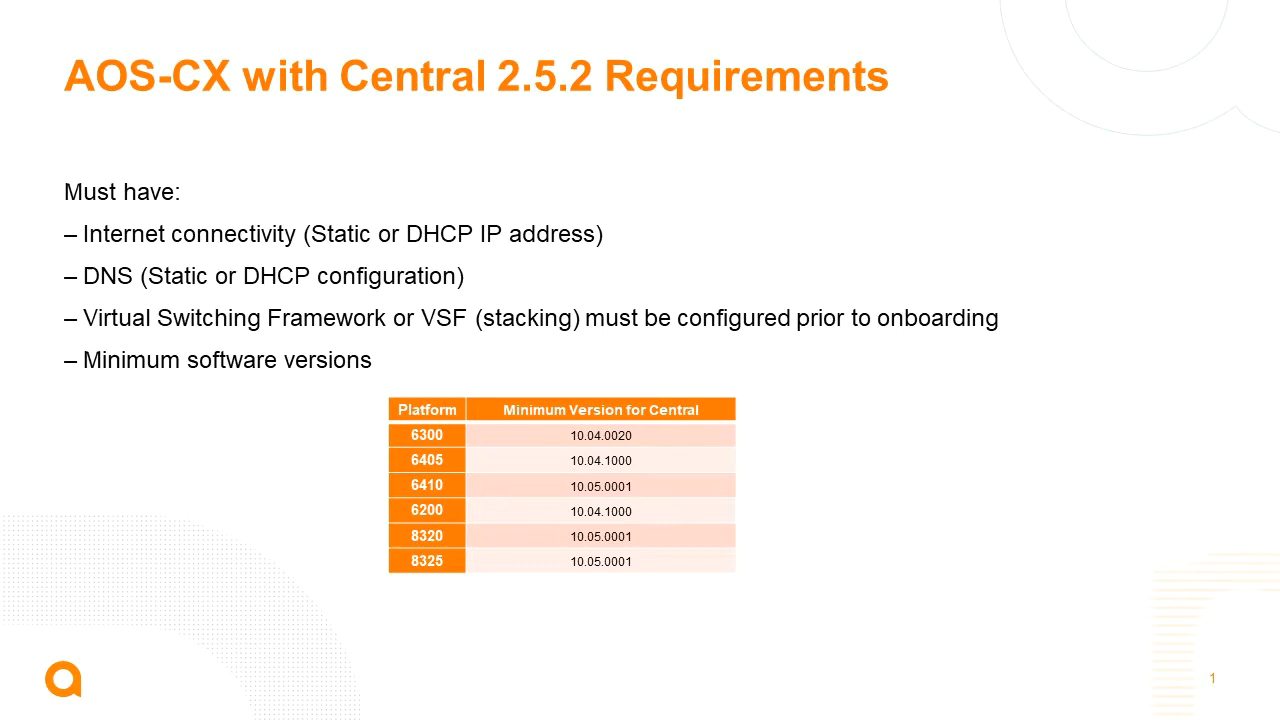 AOS-CX with Central 2.5.2 Requirements
Must have:
– Internet connectivity (Static or DHCP IP address)
– DNS (Static or DHCP configuration)
– Virtual Switching Framework or VSF (stacking) must be configured prior to onboarding
– Minimum software versions
Platform Minimum Version for Central
6300 10.04.0020
6405 10.04.1000
6410 10.05.0001
6200 10.04.1000
8320 10.05.0001
8325 10.05.0001
1